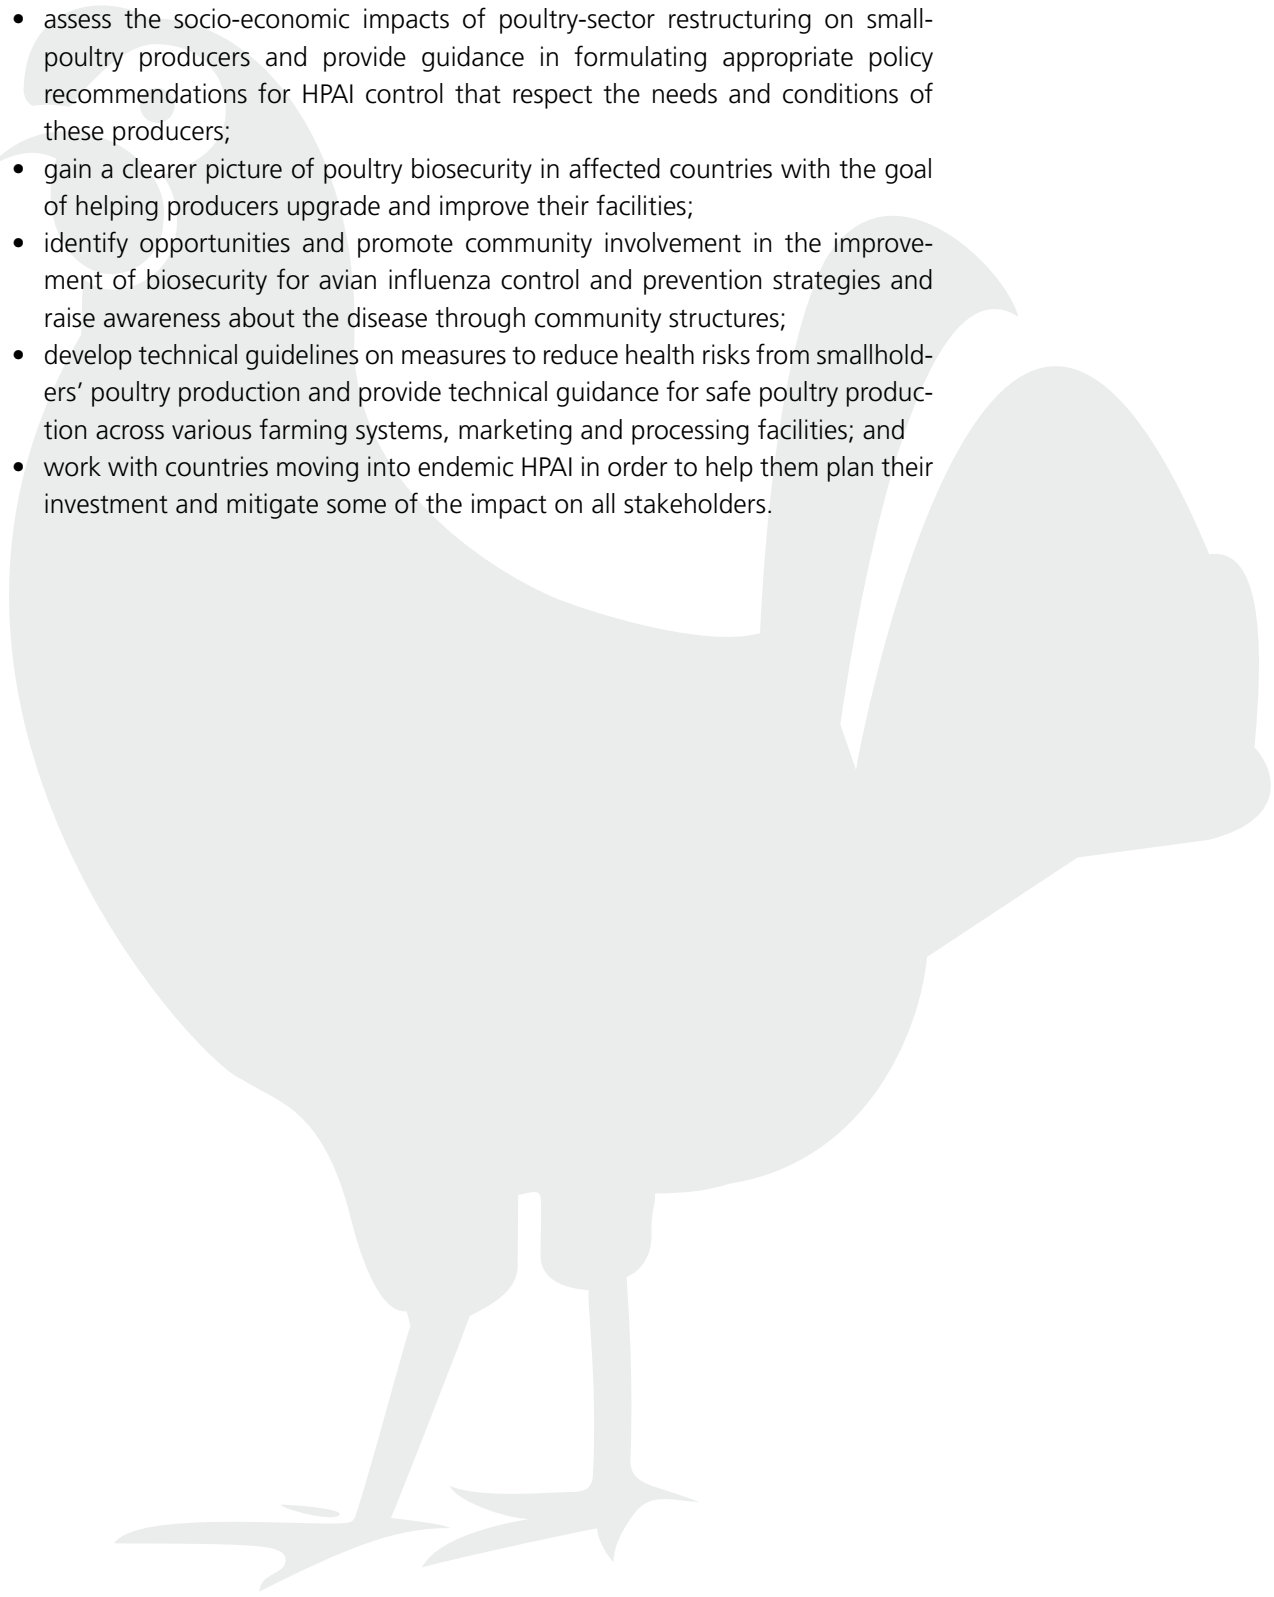 • assess the socio-economic impacts of poultry-sector restructuring on small-
poultry producers and provide guidance in formulating appropriate policy
recommendations for HPAI control that respect the needs and conditions of
these producers;
• gain a clearer picture of poultry biosecurity in affected countries with the goal
of helping producers upgrade and improve their facilities;
• identify opportunities and promote community involvement in the improve-
ment of biosecurity for avian influenza control and prevention strategies and
raise awareness about the disease through community structures;
• develop technical guidelines on measures to reduce health risks from smallhold-
ers’ poultry production and provide technical guidance for safe poultry produc-
tion across various farming systems, marketing and processing facilities; and
• work with countries moving into endemic HPAI in order to help them plan their
investment and mitigate some of the impact on all stakeholders.